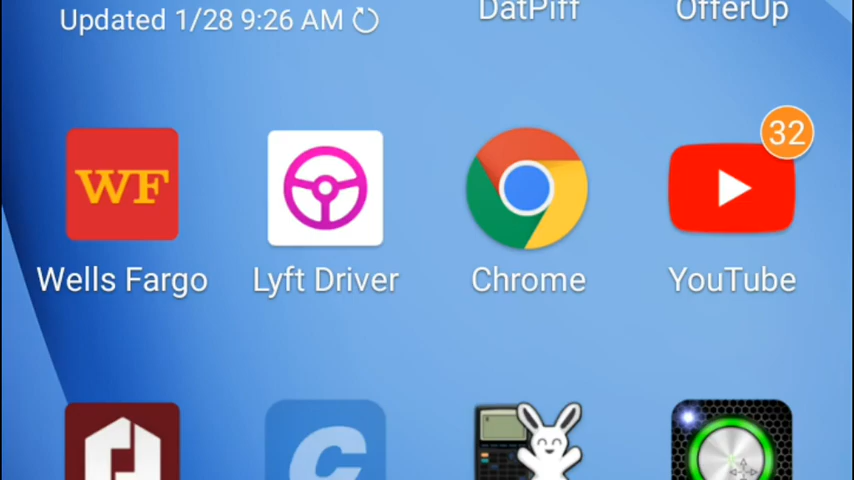 Updated 1/28 9:26 AM
DatPiff
OfferUp
32
WF
Wells Fargo
Lyft Driver
Chrome
YouTube
C